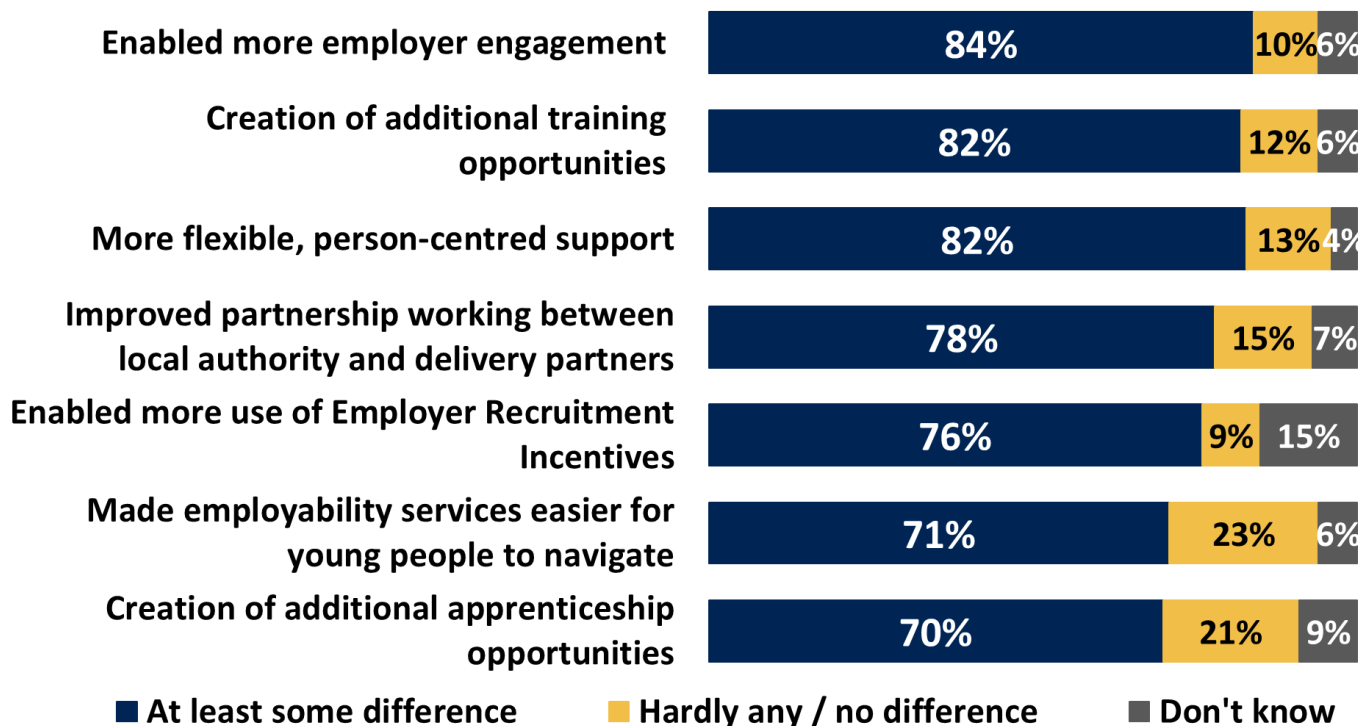 Enabled more employer engagement
84% 10% 6%
Creation of additional training
opportunities
82% 12% 6%
More flexible, person-centred support
82% 13% 4%
Improved partnership working between
local authority and delivery partners
78% 15% 7%
Enabled more use of Employer Recruitment
Incentives
76% 9% 15%
Made employability services easier for
young people to navigate
71% 23% 6%
Creation of additional apprenticeship
opportunities
70% 21% 9%
At least some difference Hardly any / no difference Don't know